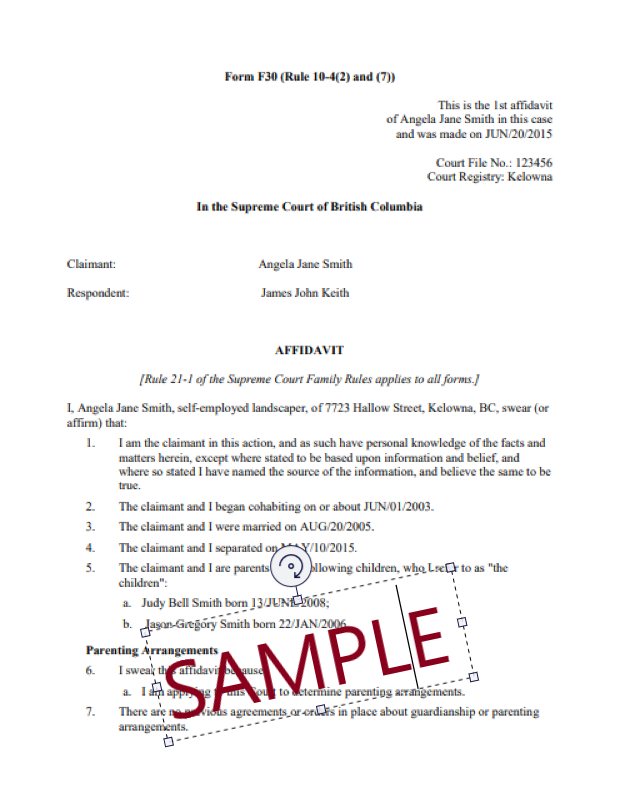 Form F30 (Rule 10-4(2) and (7))
This is the 1st affidavit
of Angela Jane Smith in this case
and was made on JUN/20/2015
Court File No.: 123456
Court Registry: Kelowna
In the Supreme Court of British Columbia
Claimant: Angela Jane Smith
Respondent: James John Keith
AFFIDAVIT
[Rule 21-1 of the Supreme Court Family Rules applies to all forms.]
I, Angela Jane Smith, self-employed landscaper, of 7723 Hallow Street, Kelowna, BC, swear (or
affirm) that:
1. I am the claimant in this action, and as such have personal knowledge of the facts and
matters herein, except where stated to be based upon information and belief, and
where so stated I have named the source of the information, and believe the same to be
true.
2. The claimant and I began cohabiting on or about JUN/01/2003.
3. The claimant and I were married on AUG/20/2005.
4. The claimant and I separated on MAY/10/2015.
5. The claimant and I are parents following children, who I refer to as "the
children":
a. Judy Bell Smith born 13/JUNE/2008;
b. Jason Gregory Smith born 22/JAN/2006
Parenting Arrangements
6. I swear this affidavit because
a. I am applying to this Court to determine parenting arrangements.
7. There are no previous agreements or orders in place about guardianship or parenting
arrangements.
SAMPLE